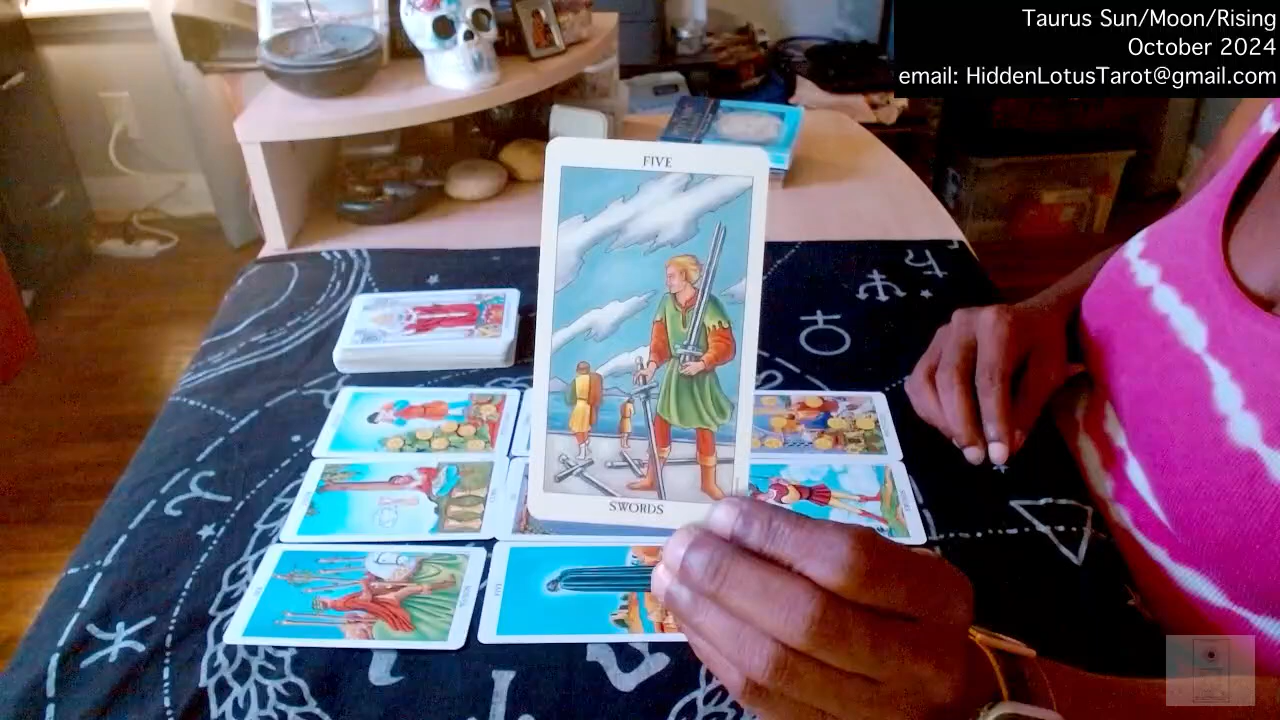 Taurus Sun/Moon/Rising
October 2024
email: HiddenLotusTarot@gmail.com
FIVE
SWORDS